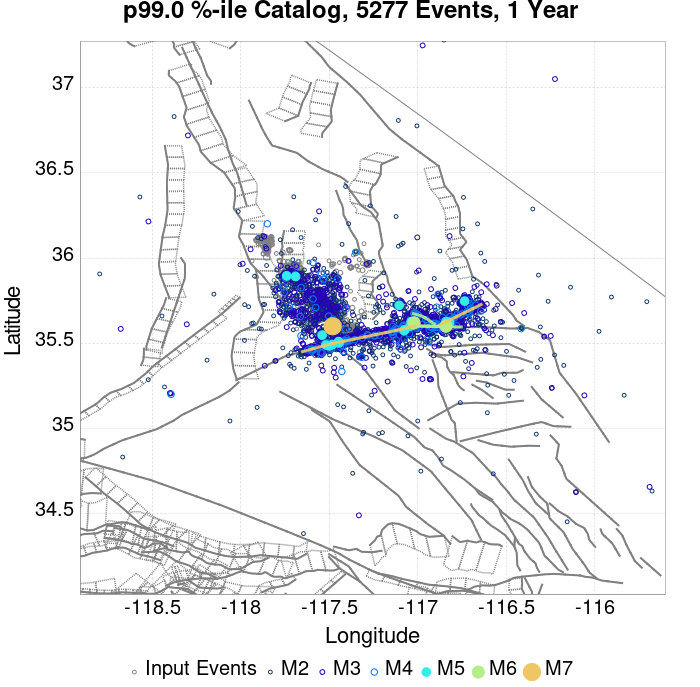 p99.0 %-ile Catalog, 5277 Events, 1 Year
37
36.5
36
35.5
35
34.5
Latitude
-118.5 -118 -117.5 -117 -116.5 -116
Longitude
Input Events M2 M3 M4 M5 M6 M7